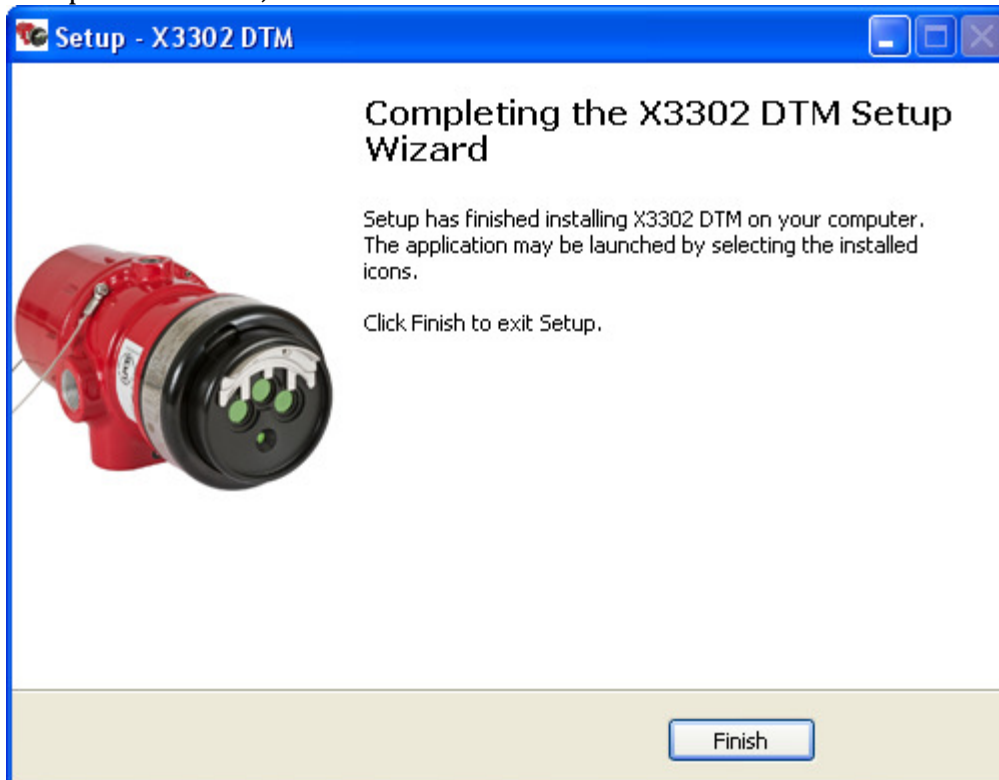 Setup - X3302 DTM
Completing the X3302 DTM Setup
Wizard
Setup has finished installing X3302 DTM on your computer.
The application may be launched by selecting the installed
icons.
Click Finish to exit Setup.
Finish